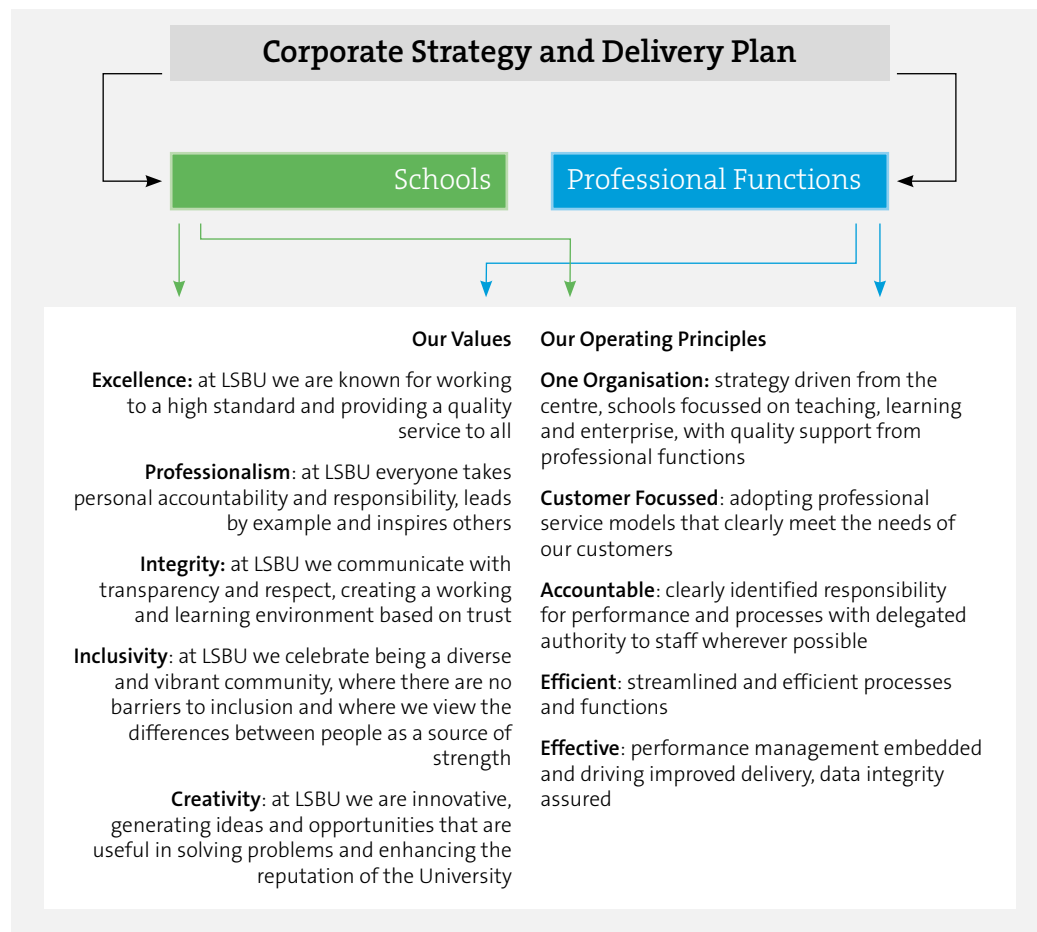 Corporate Strategy and Delivery Plan
Schools
Professional Functions
Our Values
Excellence: at LSBU we are known for working
to a high standard and providing a quality
service to all
Professionalism: at LSBU everyone takes
personal accountability and responsibility, leads
by example and inspires others
Integrity: at LSBU we communicate with
transparency and respect, creating a working
and learning environment based on trust
Inclusivity: at LSBU we celebrate being a diverse
and vibrant community, where there are no
barriers to inclusion and where we view the
differences between people as a source of
strength
Creativity: at LSBU we are innovative,
generating ideas and opportunities that are
useful in solving problems and enhancing the
reputation of the University
Our Operating Principles
One Organisation: strategy driven from the
centre, schools focussed on teaching, learning
and enterprise, with quality support from
professional functions
Customer Focussed: adopting professional
service models that clearly meet the needs of
our customers
Accountable: clearly identified responsibility
for performance and processes with delegated
authority to staff wherever possible
Efficient: streamlined and efficient processes
and functions
Effective: performance management embedded
and driving improved delivery, data integrity
assured